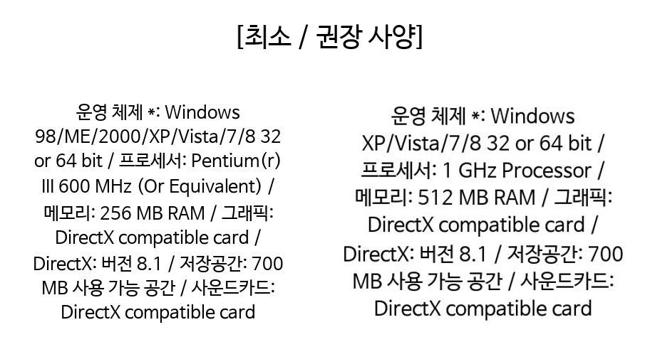 [최소 / 권장 사양]
운영 체제 *: Windows
98/ME/2000/XP/Vista/7/8 32
or 64 bit / 프로세서: Pentium(r)
III 600 MHz (Or Equivalent) /
메모리: 256 MB RAM / 그래픽:
DirectX compatible card /
DirectX: 버전 8.1 / 저장공간: 700
MB 사용 가능 공간 / 사운드카드:
DirectX compatible card
운영 체제 *: Windows
XP/Vista/7/8 32 or 64 bit /
프로세서: 1 GHz Processor /
메모리: 512 MB RAM / 그래픽:
DirectX compatible card /
DirectX: 버전 8.1 / 저장공간: 700
MB 사용 가능 공간 / 사운드카드:
DirectX compatible card